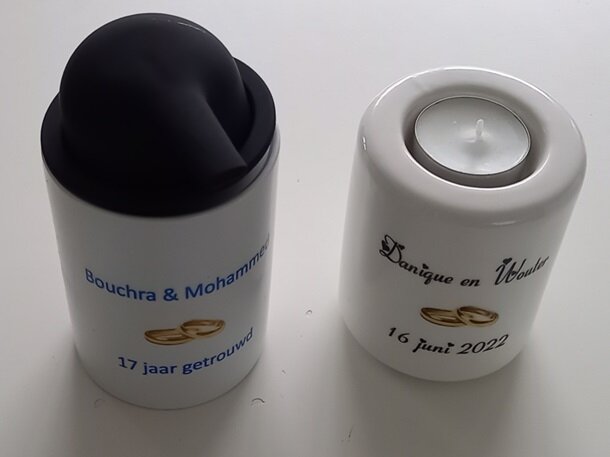 Bouchra & Mohammed
17 jaar getrouwd
Danique en Wouter
16 juni 2022